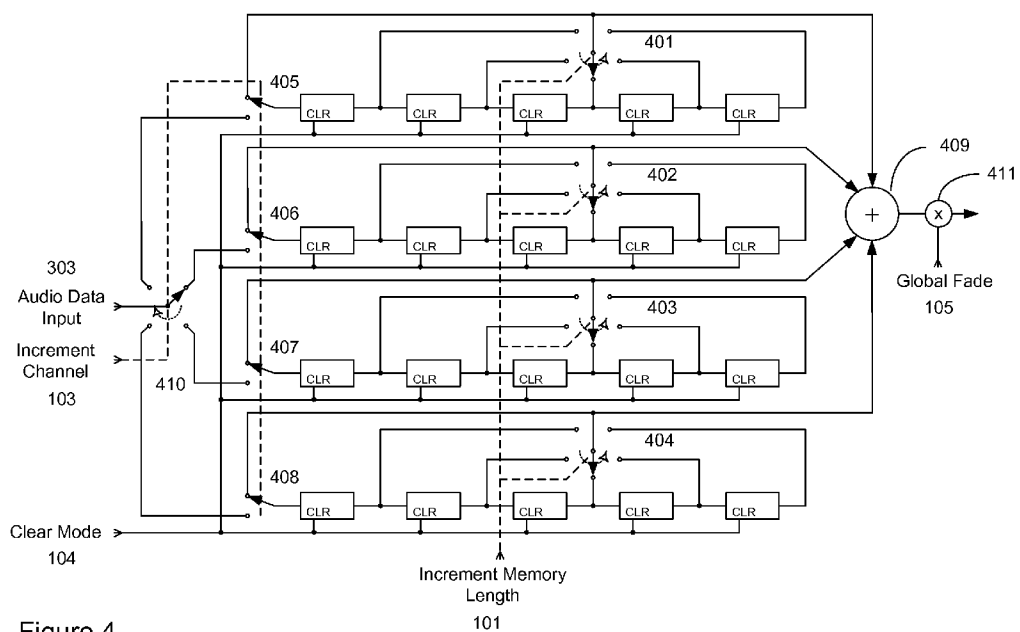 401
405
CLR CLR CLR CLR CLR
409
402
411
406
CLR CLR CLR CLR CLR
+
x
303
Audio Data
Input
Global Fade
105
403
Increment
Channel
103
407
410
CLR CLR CLR CLR CLR
404
408
CLR CLR CLR CLR CLR
Clear Mode
104
Increment Memory
Length
101
Figure 4